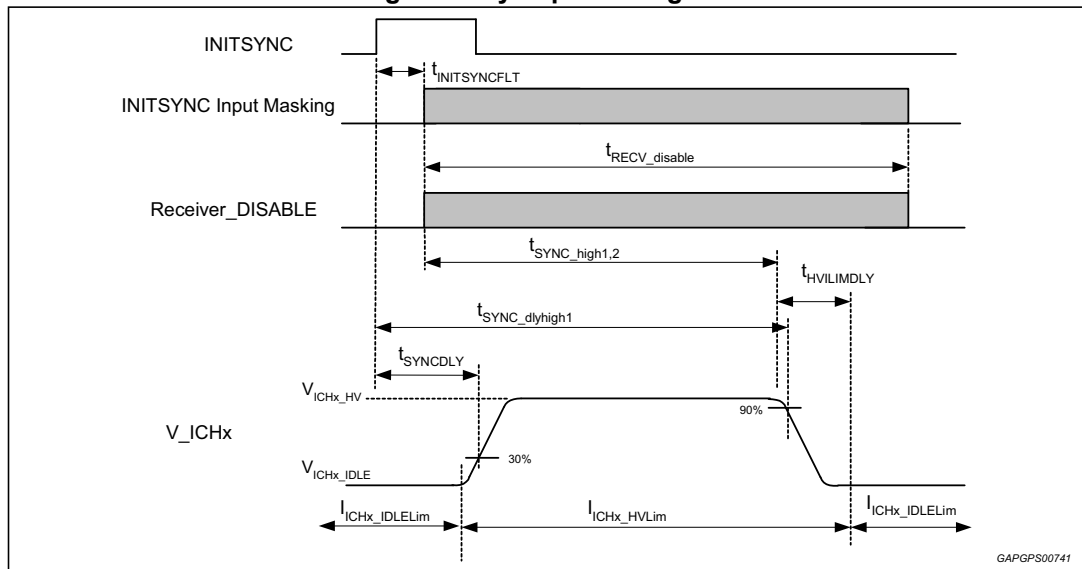 INITSYNC
tINITSYNCFLT
INITSYNC Input Masking
tRECV_disable
Receiver_DISABLE
tSYNC_high1,2
tHVILIMDLY
tSYNC_dlyhigh1
tSYNCDLY
VICHx_HV
90%
V_ICHx
30%
VICHx_IDLE
IICHx_IDLELim
IICHx_HVLim
IICHx_IDLELim
GAPGPS00741